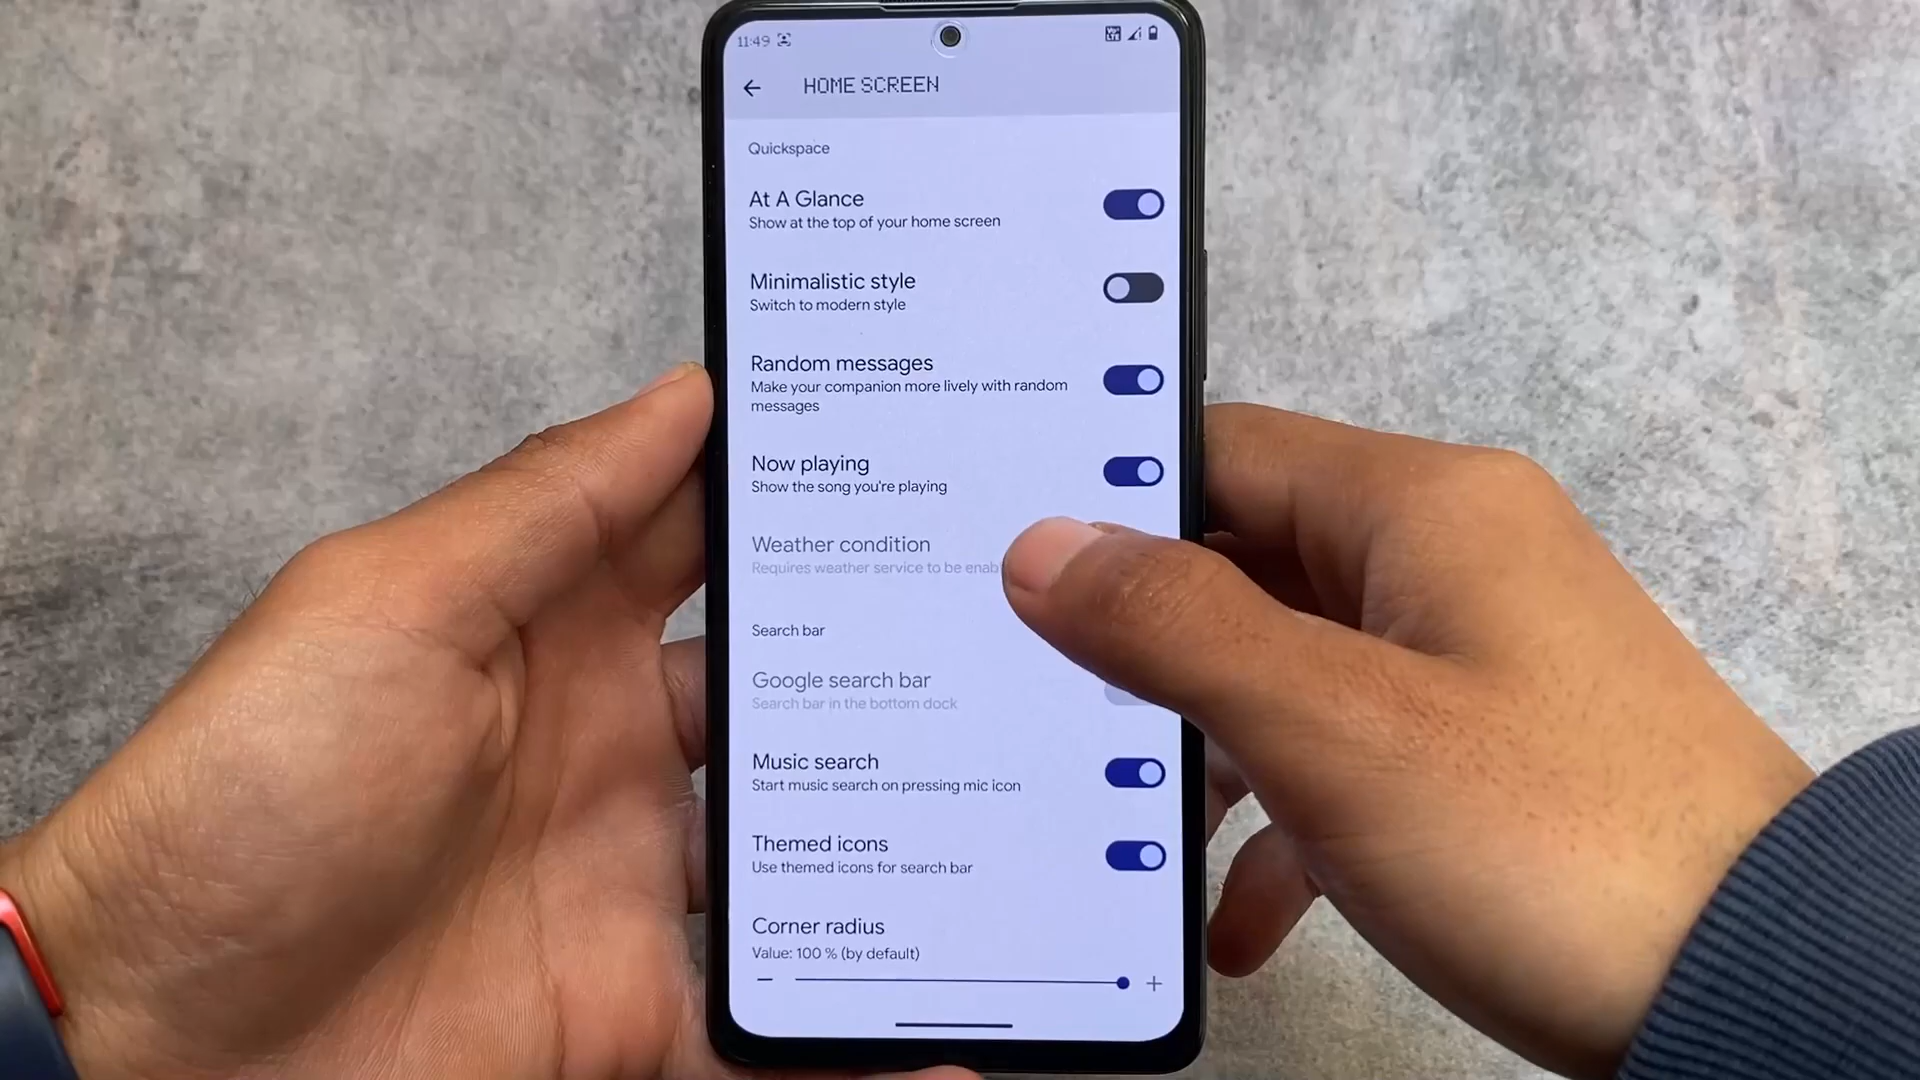 11:49
Vo LTE
HOME SCREEN
Quickspace
At A Glance
Show at the top of your home screen
Minimalistic style
Switch to modern style
Random messages
Make your companion more lively with random
messages
Now playing
Show the song you're playing
Weather condition
Requires weather service to be enab
Search bar
Google search bar
Search bar in the bottom dock
Music search
Start music search on pressing mic icon
Themed icons
Use themed icons for search bar
Corner radius
Value: 100 % (by default)